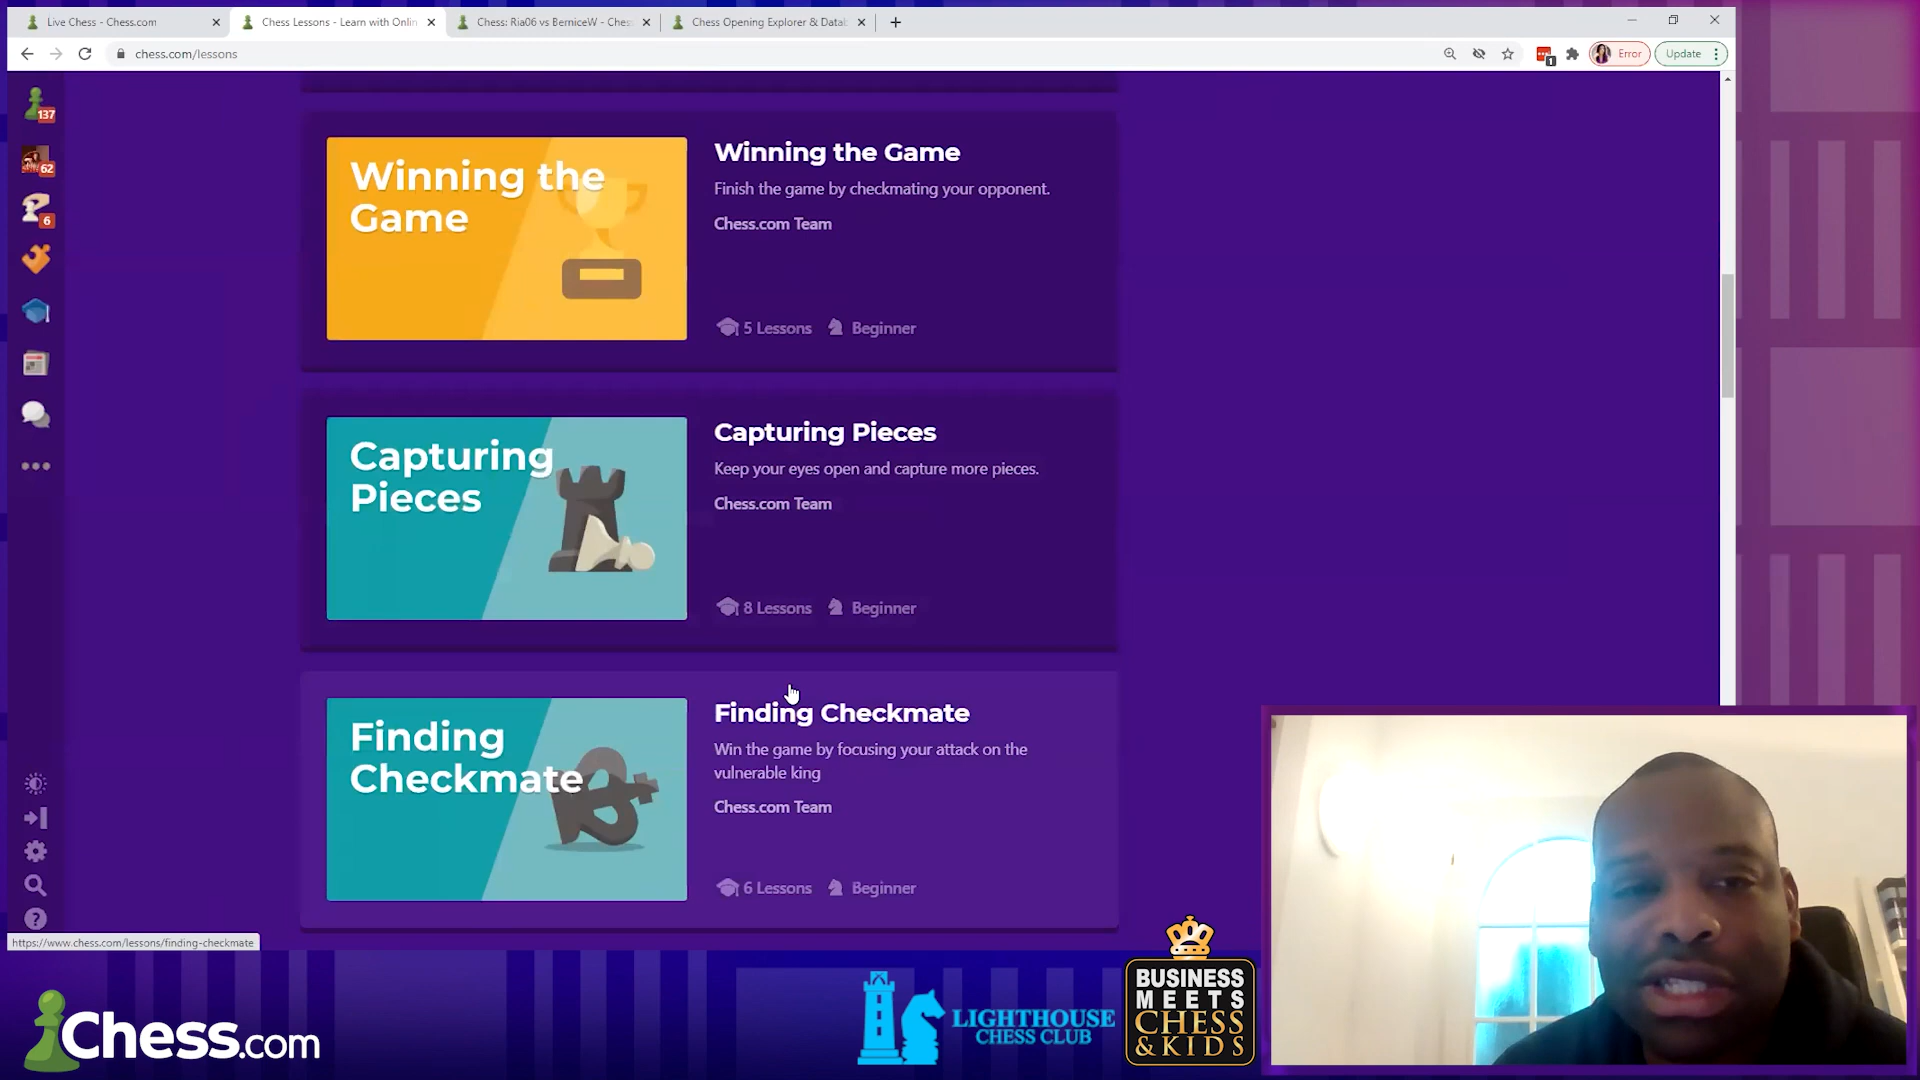 Live Chess - Chess.com
Chess Lessons - Learn with Onlin
Chess: Ria06 vs BerniceW - Chess
Chess Opening Explorer & Datab
chess.com/lessons
Error
Update
1
137
62
6
Winning the
Game
Winning the Game
Finish the game by checkmating your opponent.
Chess.com Team
5 Lessons
Beginner
Capturing
Pieces
Capturing Pieces
Keep your eyes open and capture more pieces.
Chess.com Team
8 Lessons
Beginner
Finding
Checkmate
Finding Checkmate
Win the game by focusing your attack on the
vulnerable king
Chess.com Team
6 Lessons
Beginner
https://www.chess.com/lessons/finding-checkmate
Chess.com
LIGHTHOUSE
CHESS CLUB
BUSINESS
MEETS
CHESS
& KIDS